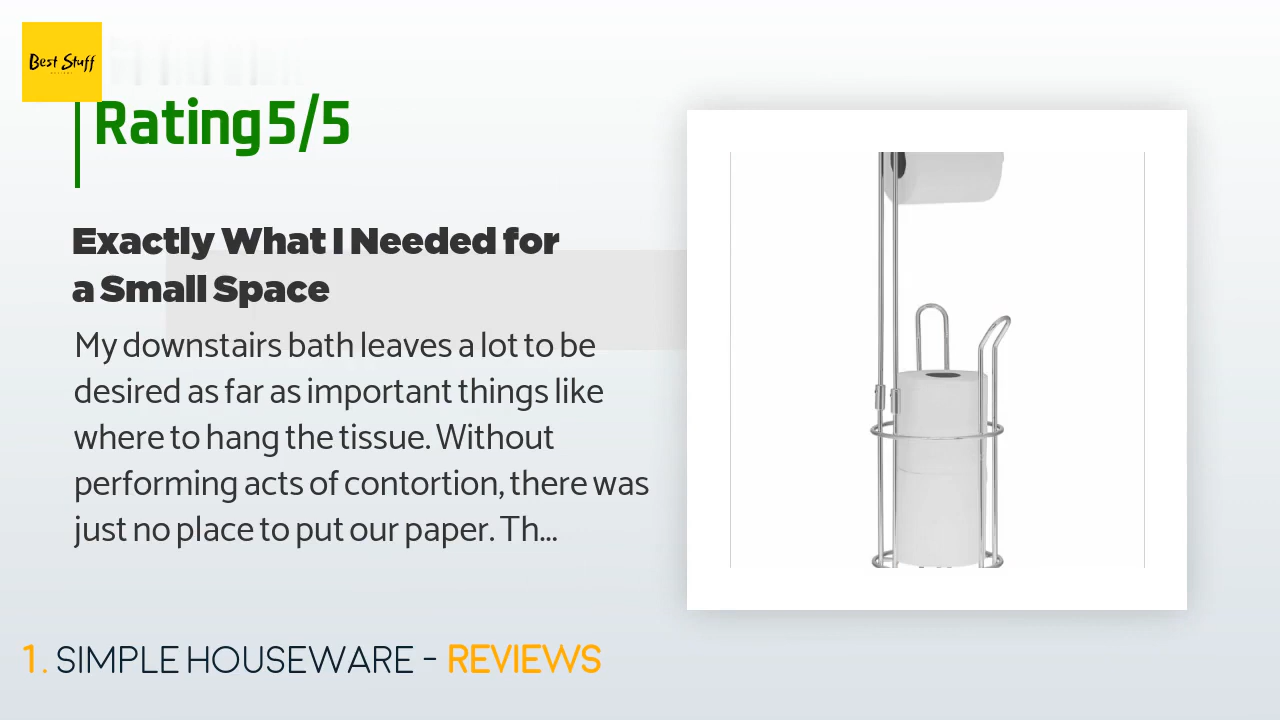 Best Stuff
Rating 5/5
Exactly What I Needed for
a Small Space
My downstairs bath leaves a lot to be
desired as far as important things like
where to hang the tissue. Without
performing acts of contortion, there was
just no place to put our paper. Th...
1. SIMPLE HOUSEWARE - REVIEWS